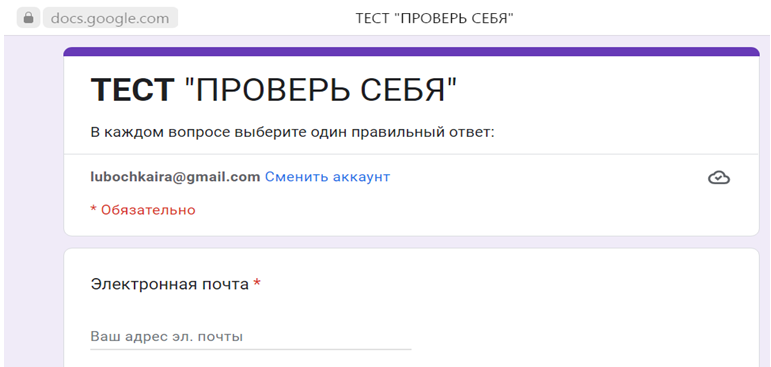 docs.google.com
ТЕСТ "ПРОВЕРЬ СЕБЯ"
ТЕСТ "ПРОВЕРЬ СЕБЯ"
В каждом вопросе выберите один правильный ответ:
lubochkaira@gmail.com Сменить аккаунт
* Обязательно
Электронная почта *
Ваш адрес эл. почты